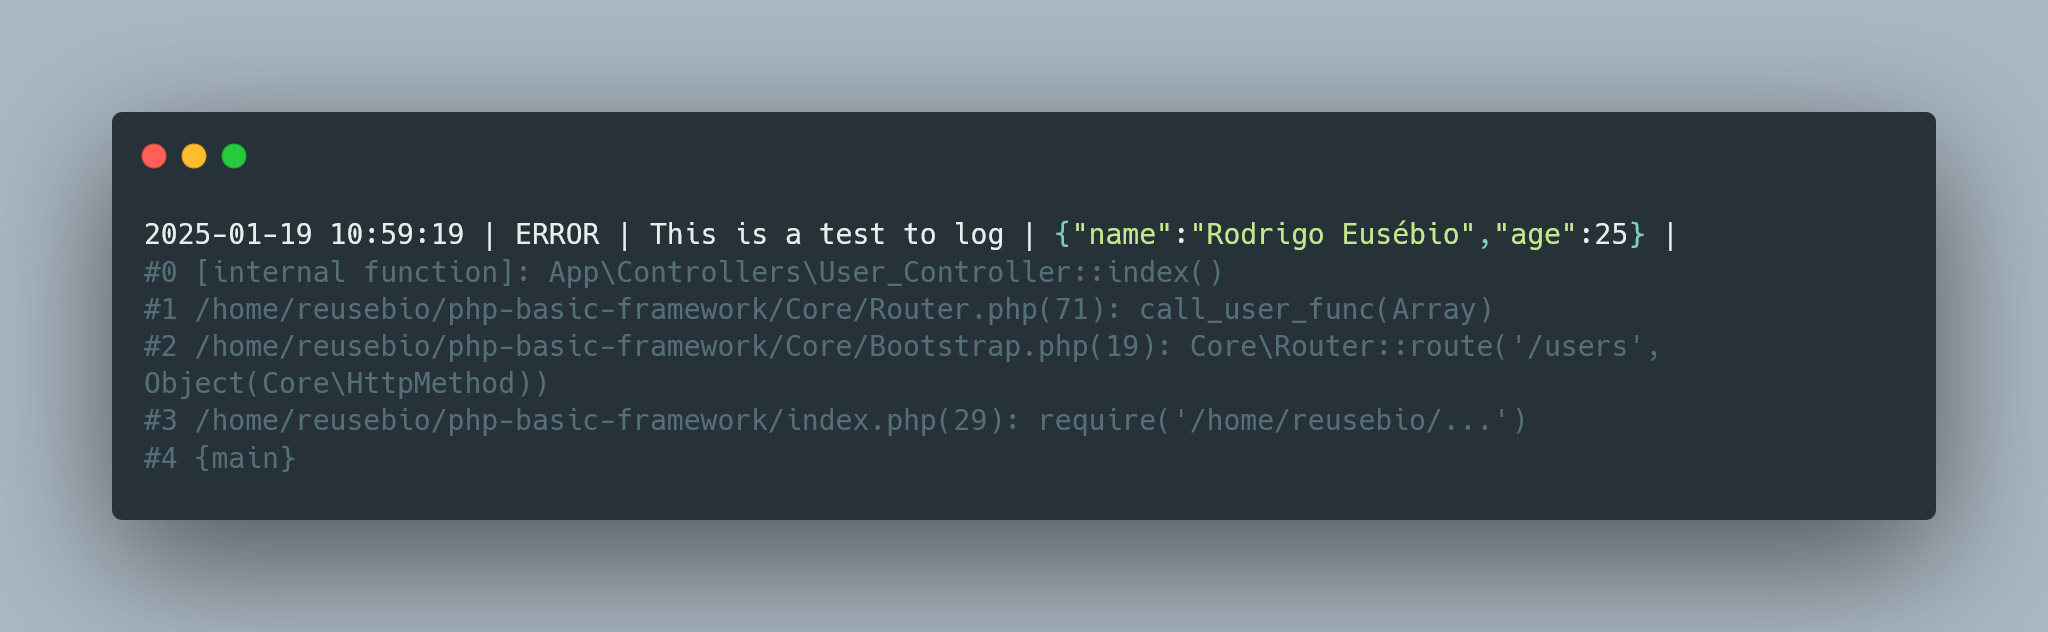 2025-01-19 10:59:19 | ERROR | This is a test to log | {"name":"Rodrigo Eusébio","age":25} |
#0 [internal function]: App\Controllers\User_Controller::index()
#1 /home/reusebio/php-basic-framework/Core/Router.php(71): call_user_func(Array)
#2 /home/reusebio/php-basic-framework/Core/Bootstrap.php(19): Core\Router::route('/users',
Object(Core\HttpMethod))
#3 /home/reusebio/php-basic-framework/index.php(29): require('/home/reusebio/...')
#4 {main}